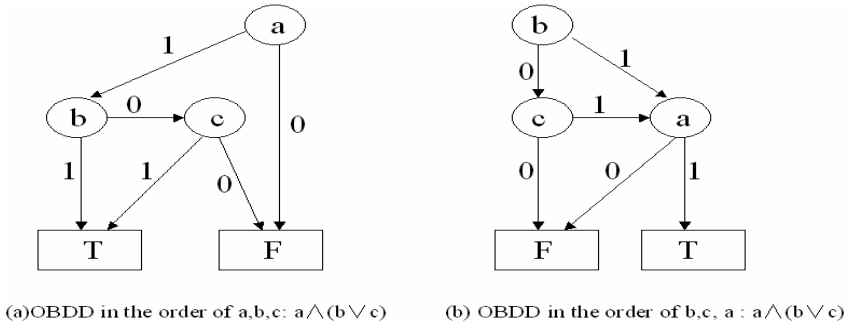 a
1
b
0
c
0
1
1
0
T
F
(a)OBDD in the order of a,b,c: a∧(b∨c)
b
0
1
c
1
a
0
0
1
F
T
(b) OBDD in the order of b,c, a : a∧(b∨c)